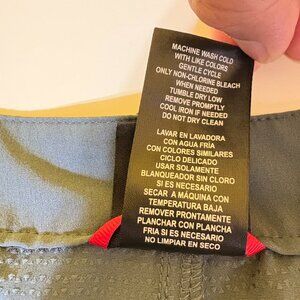 MACHINE WASH COLD
WITH LIKE COLORS
GENTLE CYCLE
ONLY NON-CHLORINE BLEACH
WHEN NEEDED
TUMBLE DRY LOW
REMOVE PROMPTLY
COOL IRON IF NEEDED
DO NOT DRY CLEAN
LAVAR EN LAVADORA
CON AGUA FRÍA
CON COLORES SIMILARES
CICLO DELICADO
USAR SOLAMENTE
BLANQUEADOR SIN CLORO
SI ES NECESARIO
SECAR A MÁQUINA CON
TEMPERATURA BAJA
REMOVER PRONTAMENTE
PLANCHAR CON PLANCHA
FRIA SI ES NECESARIO
NO LIMPIAR EN SECO